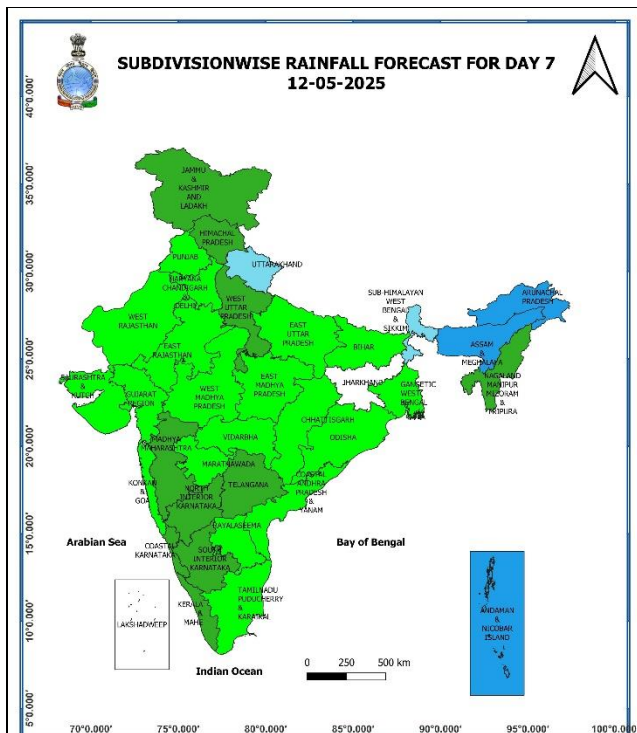 SUBDIVISIONWISE RAINFALL FORECAST FOR DAY 7
12-05-2025
40°0.000'
35°0.000'
30°0.000'
25°0.000'
20°0.000'
15°0.000'
10°0.000'
5°0.000'
JAMMU
&
KASHMIR
AND
LADAKH
HIMACHAL
PRADESH
PUNJAB
UTTARAKHAND
HARYANA
CHANDIGARH
&
DELHI
WEST
UTTAR
PRADESH
WEST
RAJASTHAN
EAST
RAJASTHAN
EAST
UTTAR
PRADESH
BIHAR
SUB-HIMALAYAN
WEST
BENGAL
&
SIKKIM
ARUNACHAL
PRADESH
ASSAM
&
MEGHALAYA
NAGALAND
MANIPUR
MIZORAM
&
TRIPURA
SAURASHTRA
&
KUTCH
GUJARAT
REGION
WEST
MADHYA
PRADESH
EAST
MADHYA
PRADESH
JHARKHAND
GANGETIC
WEST
BENGAL
CHHATTISGARH
ODISHA
VIDARBHA
MADHYA
MAHARASHTRA
MARATHAWADA
KONKAN
&
GOA
NORTH
INTERIOR
KARNATAKA
TELANGANA
COASTAL
ANDHRA
PRADESH
&
YANAM
RAYALASEEMA
COASTAL
KARNATAKA
SOUTH
INTERIOR
KARNATAKA
KERALA
&
MAHE
TAMILNADU
PUDUCHERRY
&
KARAIKAL
LAKSHADWEEP
ANDAMAN
&
NICOBAR
ISLAND
Arabian Sea
Bay of Bengal
Indian Ocean
0 250 500 km
70°0.000' 75°0.000' 80°0.000' 85°0.000' 90°0.000' 95°0.000' 100°0.000'